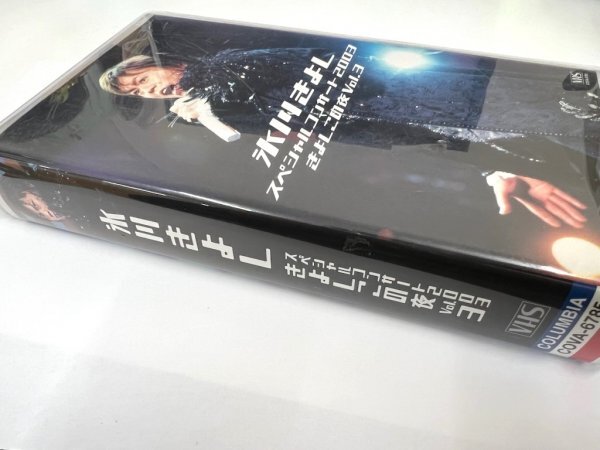 氷川きよし
スペシャルコンサート2003
きよしこの夜Vol.3
VHS
氷川きよし
スペシャルコンサート2003
きよしこの夜Vol.3
VHS
COLUMBIA
COVA-6785